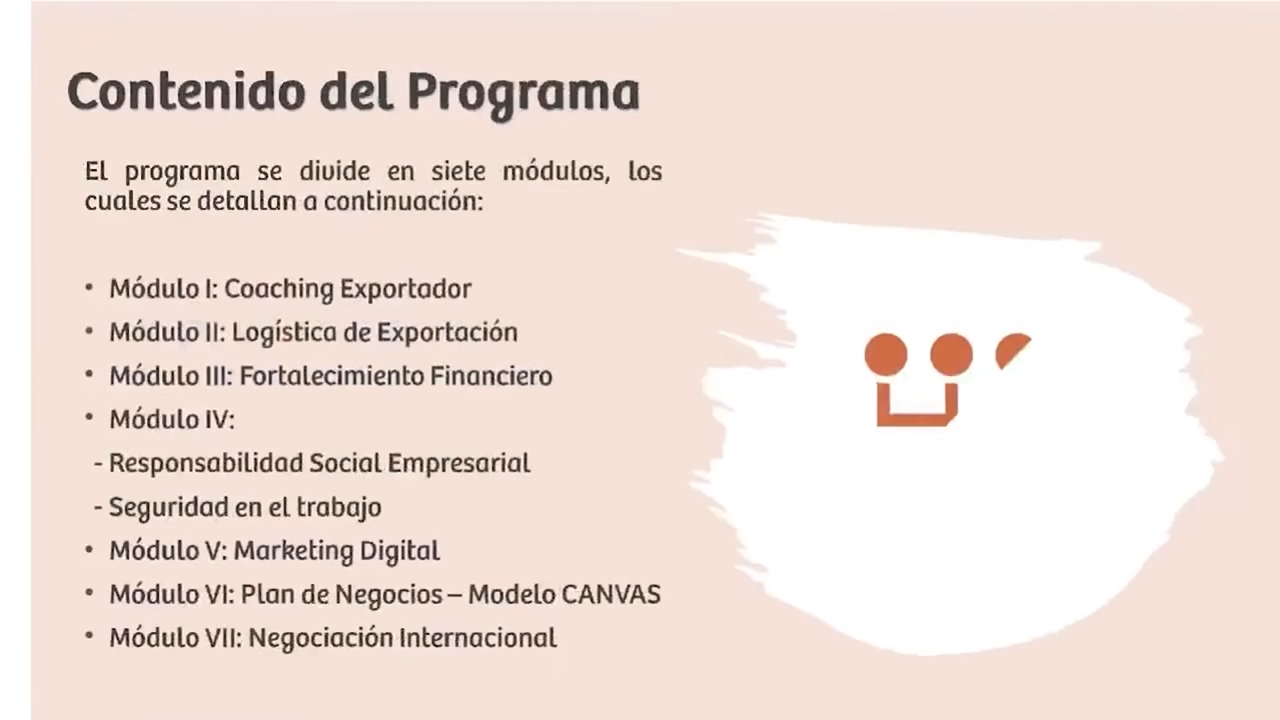 Contenido del Programa
El programa se divide en siete módulos, los
cuales se detallan a continuación:
• Módulo I: Coaching Exportador
• Módulo II: Logística de Exportación
• Módulo III: Fortalecimiento Financiero
• Módulo IV:
- Responsabilidad Social Empresarial
- Seguridad en el trabajo
• Módulo V: Marketing Digital
• Módulo VI: Plan de Negocios – Modelo CANVAS
• Módulo VII: Negociación Internacional